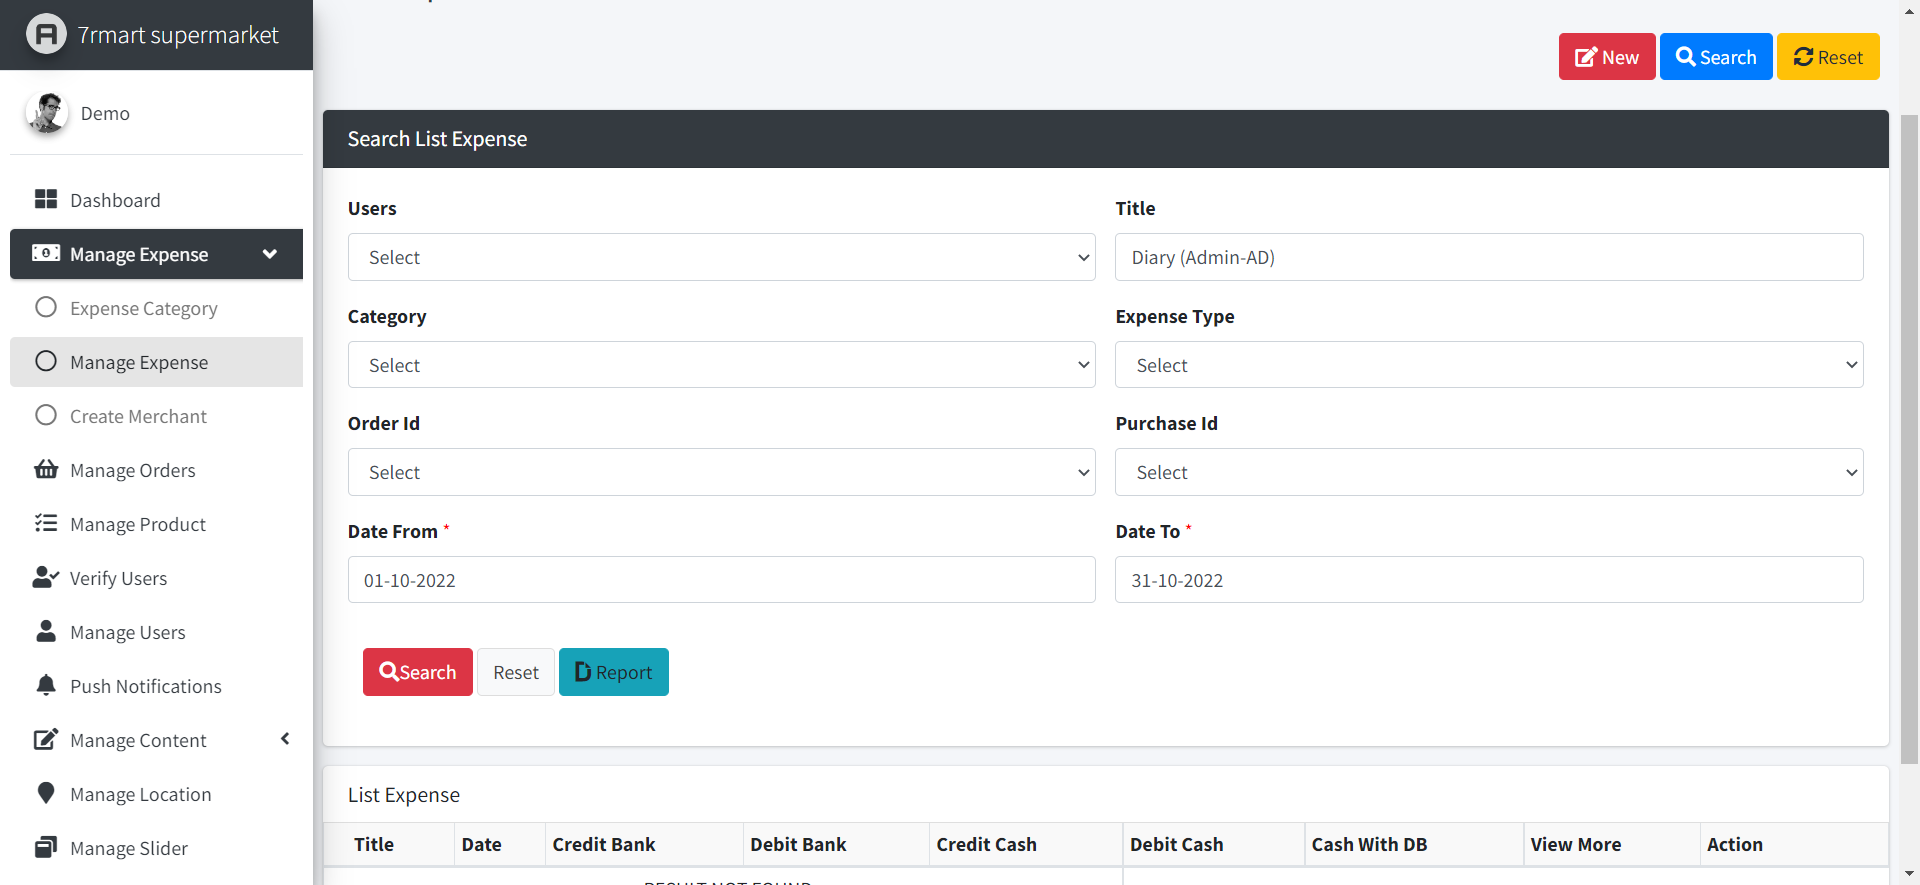 7rmart supermarket
Demo
Dashboard
Manage Expense
Expense Category
Manage Expense
Create Merchant
Manage Orders
Manage Product
Verify Users
Manage Users
Push Notifications
Manage Content
Manage Location
Manage Slider
New Search Reset
Search List Expense
Users Title
Select Diary (Admin-AD)
Category Expense Type
Select Select
Order Id Purchase Id
Select Select
Date From * Date To *
01-10-2022 31-10-2022
Search Reset Report
List Expense
Title Date Credit Bank Debit Bank Credit Cash Debit Cash Cash With DB View More Action
RESULT NOT FOUND